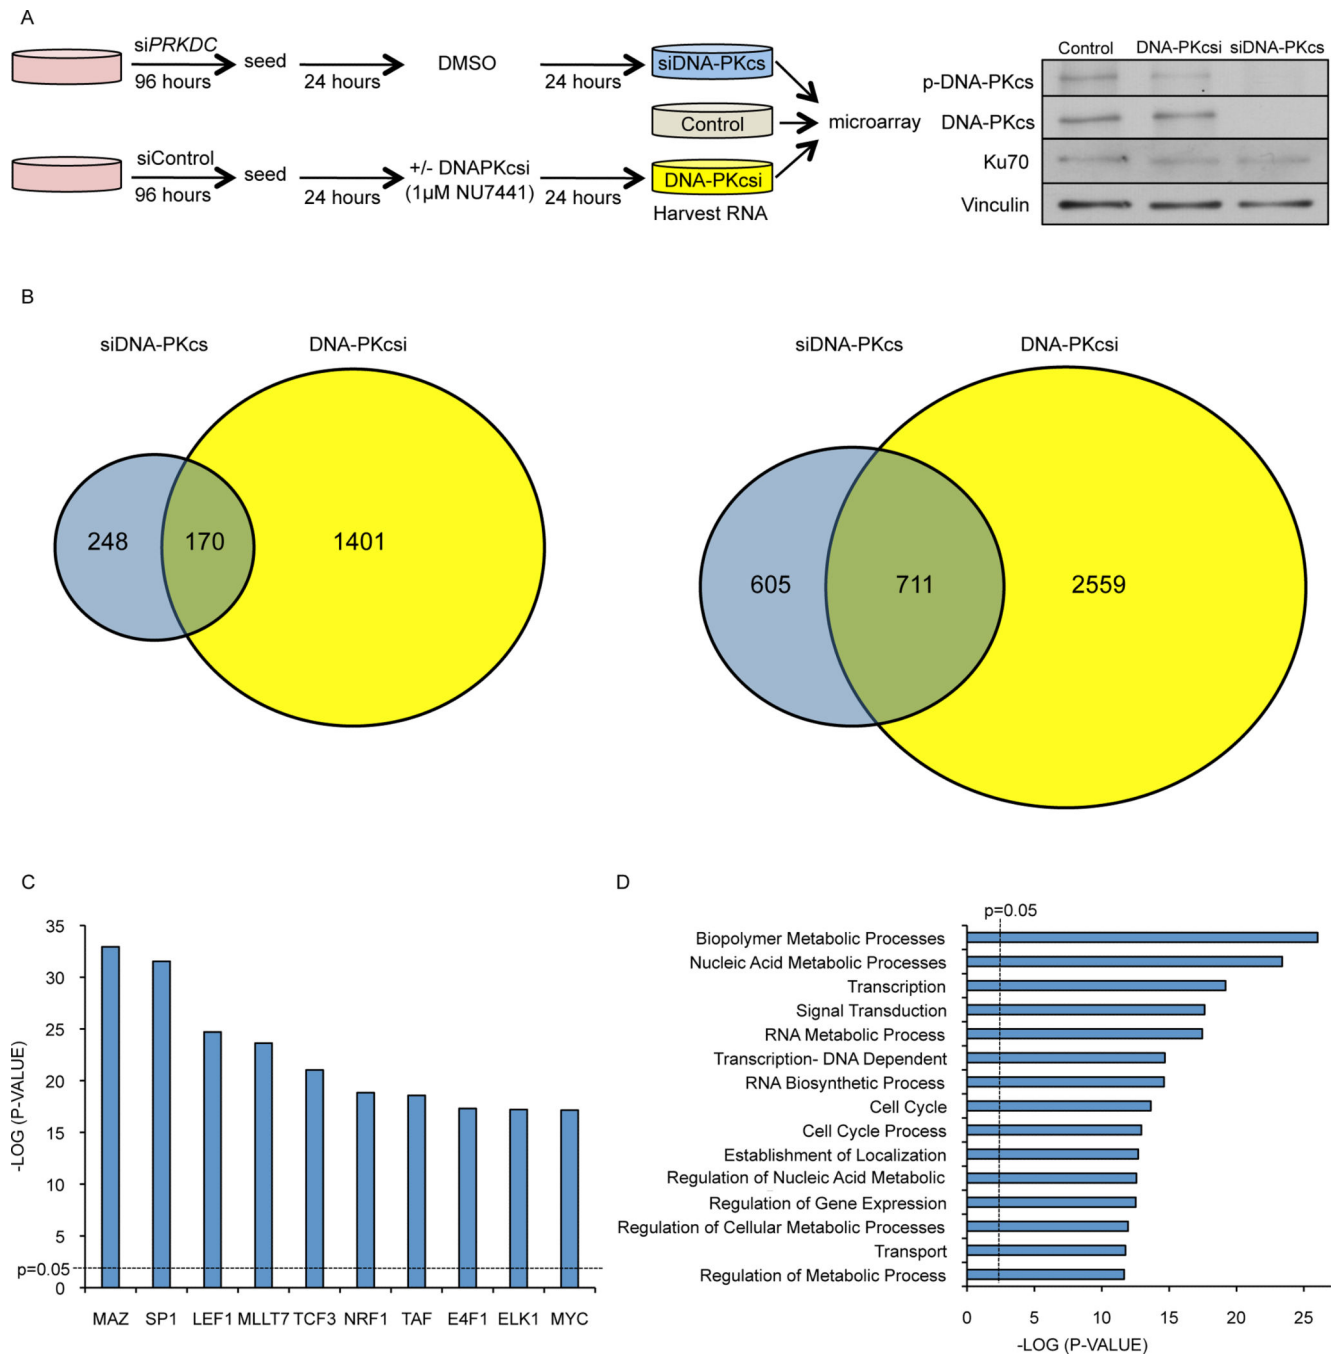 A
siPRKDC
96 hours
seed
24 hours
DMSO
24 hours
siDNA-PKcs
Control
microarray
siControl
96 hours
seed
24 hours
+/- DNAPKcsi
(1µM NU7441)
24 hours
DNA-PKcsi
Harvest RNA
Control DNA-PKcsi siDNA-PKcs
p-DNA-PKcs
DNA-PKcs
Ku70
Vinculin
B
siDNA-PKcs DNA-PKcsi
248 170 1401
siDNA-PKcs DNA-PKcsi
605 711 2559
C
-LOG (P-VALUE)
35
30
25
20
15
10
5
p=0.05
0
MAZ SP1 LEF1 MLLT7 TCF3 NRF1 TAF E4F1 ELK1 MYC
D
p=0.05
Biopolymer Metabolic Processes
Nucleic Acid Metabolic Processes
Transcription
Signal Transduction
RNA Metabolic Process
Transcription- DNA Dependent
RNA Biosynthetic Process
Cell Cycle
Cell Cycle Process
Establishment of Localization
Regulation of Nucleic Acid Metabolic
Regulation of Gene Expression
Regulation of Cellular Metabolic Processes
Transport
Regulation of Metabolic Process
0 5 10 15 20 25
-LOG (P-VALUE)